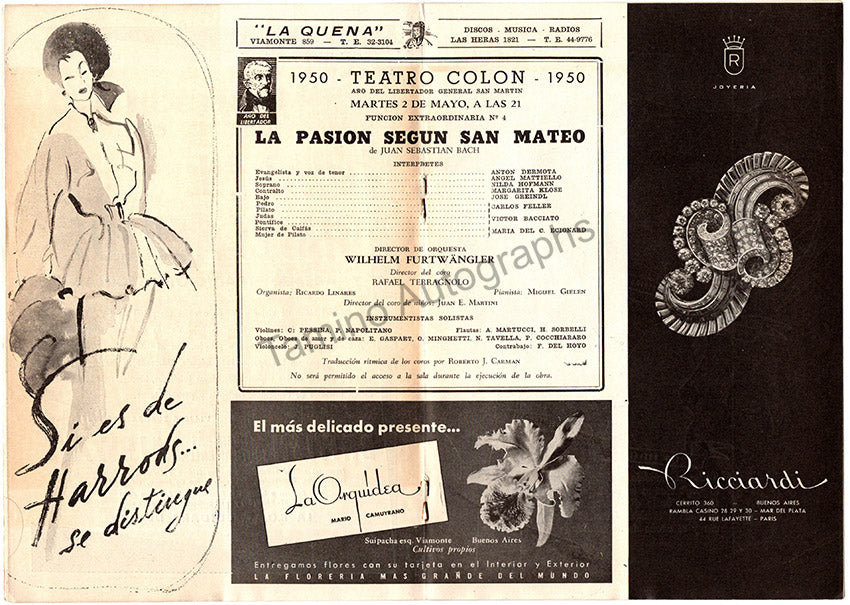 Si es de
Harrods...
se distingue
"LA QUENA"
VIAMONTE 859 — T. E. 32-3104
DISCOS - MUSICA - RADIOS
LAS HERAS 1821 — T. E. 44-9776
AÑO DEL
LIBERTADOR
1950 - TEATRO COLON - 1950
AÑO DEL LIBERTADOR GENERAL SAN MARTIN
MARTES 2 DE MAYO, A LAS 21
FUNCION EXTRAORDINARIA Nº 4
LA PASION SEGUN SAN MATEO
de JUAN SEBASTIAN BACH
INTERPRETES
Evangelista y voz de tenor ANTON DERMOTA
Jesús ANGEL MATTIELLO
Soprano NILDA HOFMANN
Contralto MARGARITA KLOSE
Bajo JOSE GREINDL
Pedro
Pilato CARLOS FELLER
Judas
Pontífice VICTOR BACCIATO
Sierva de Caifás
Mujer de Pilato MARIA DEL C. ECIGNARD
DIRECTOR DE ORQUESTA
WILHELM FURTWÄNGLER
Director del coro
RAFAEL TERRAGNOLO
Organista: RICARDO LINARES Pianista: MIGUEL GIELEN
Director del coro de niños: JUAN E. MARTINI
INSTRUMENTISTAS SOLISTAS
Violines: C. PESSINA, P. NAPOLITANO Flautas: A. MARTUCCI, H. SORBELLI
Oboes, Oboes de amor y de caza: E. GASPART, O. MINGHETTI, N. TAVELLA, P. COCCHIARARO
Violoncelo: J. PUGLISI Contrabajo: F. DEL HOYO
Traducción rítmica de los coros por ROBERTO J. CARMAN
No será permitido el acceso a la sala durante la ejecución de la obra.
Tamino Autographs
El más delicado presente...
La Orquídea
MARIO CAMUYRANO
Suipacha esq. Viamonte Buenos Aires
Cultivos propios
Entregamos flores con su tarjeta en el Interior y Exterior
LA FLORERIA MAS GRANDE DEL MUNDO
R
JOYERIA
Ricciardi
CERRITO 360 — BUENOS AIRES
RAMBLA CASINO 28 29 Y 30 — MAR DEL PLATA
44 RUE LAFAYETTE — PARIS